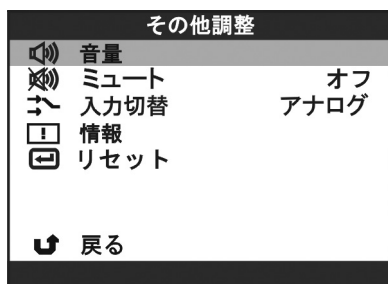 その他調整
音量
ミュート オフ
入力切替 アナログ
情報
リセット
戻る